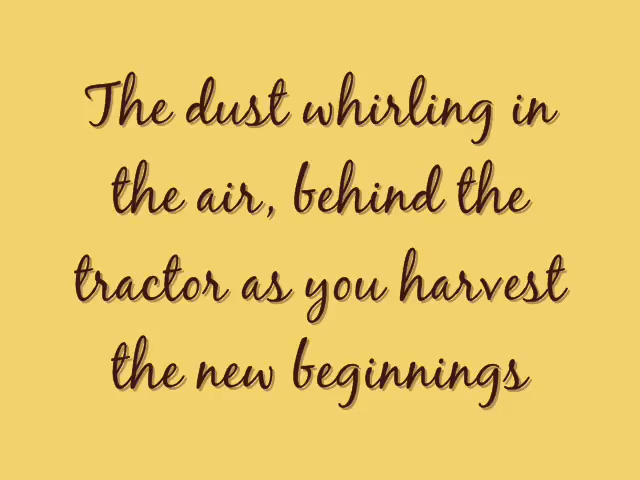 The dust whirling in
the air, behind the
tractor as you harvest
the new beginnings